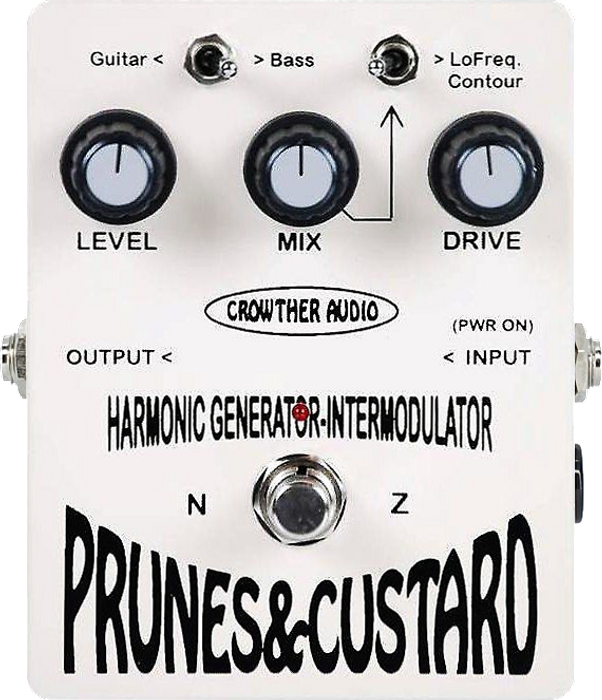 Guitar < > Bass > LoFreq.
Contour
LEVEL MIX DRIVE
CROWTHER AUDIO
(PWR ON)
OUTPUT < < INPUT
HARMONIC GENERATOR-INTERMODULATOR
N Z
PRUNES&CUSTARD